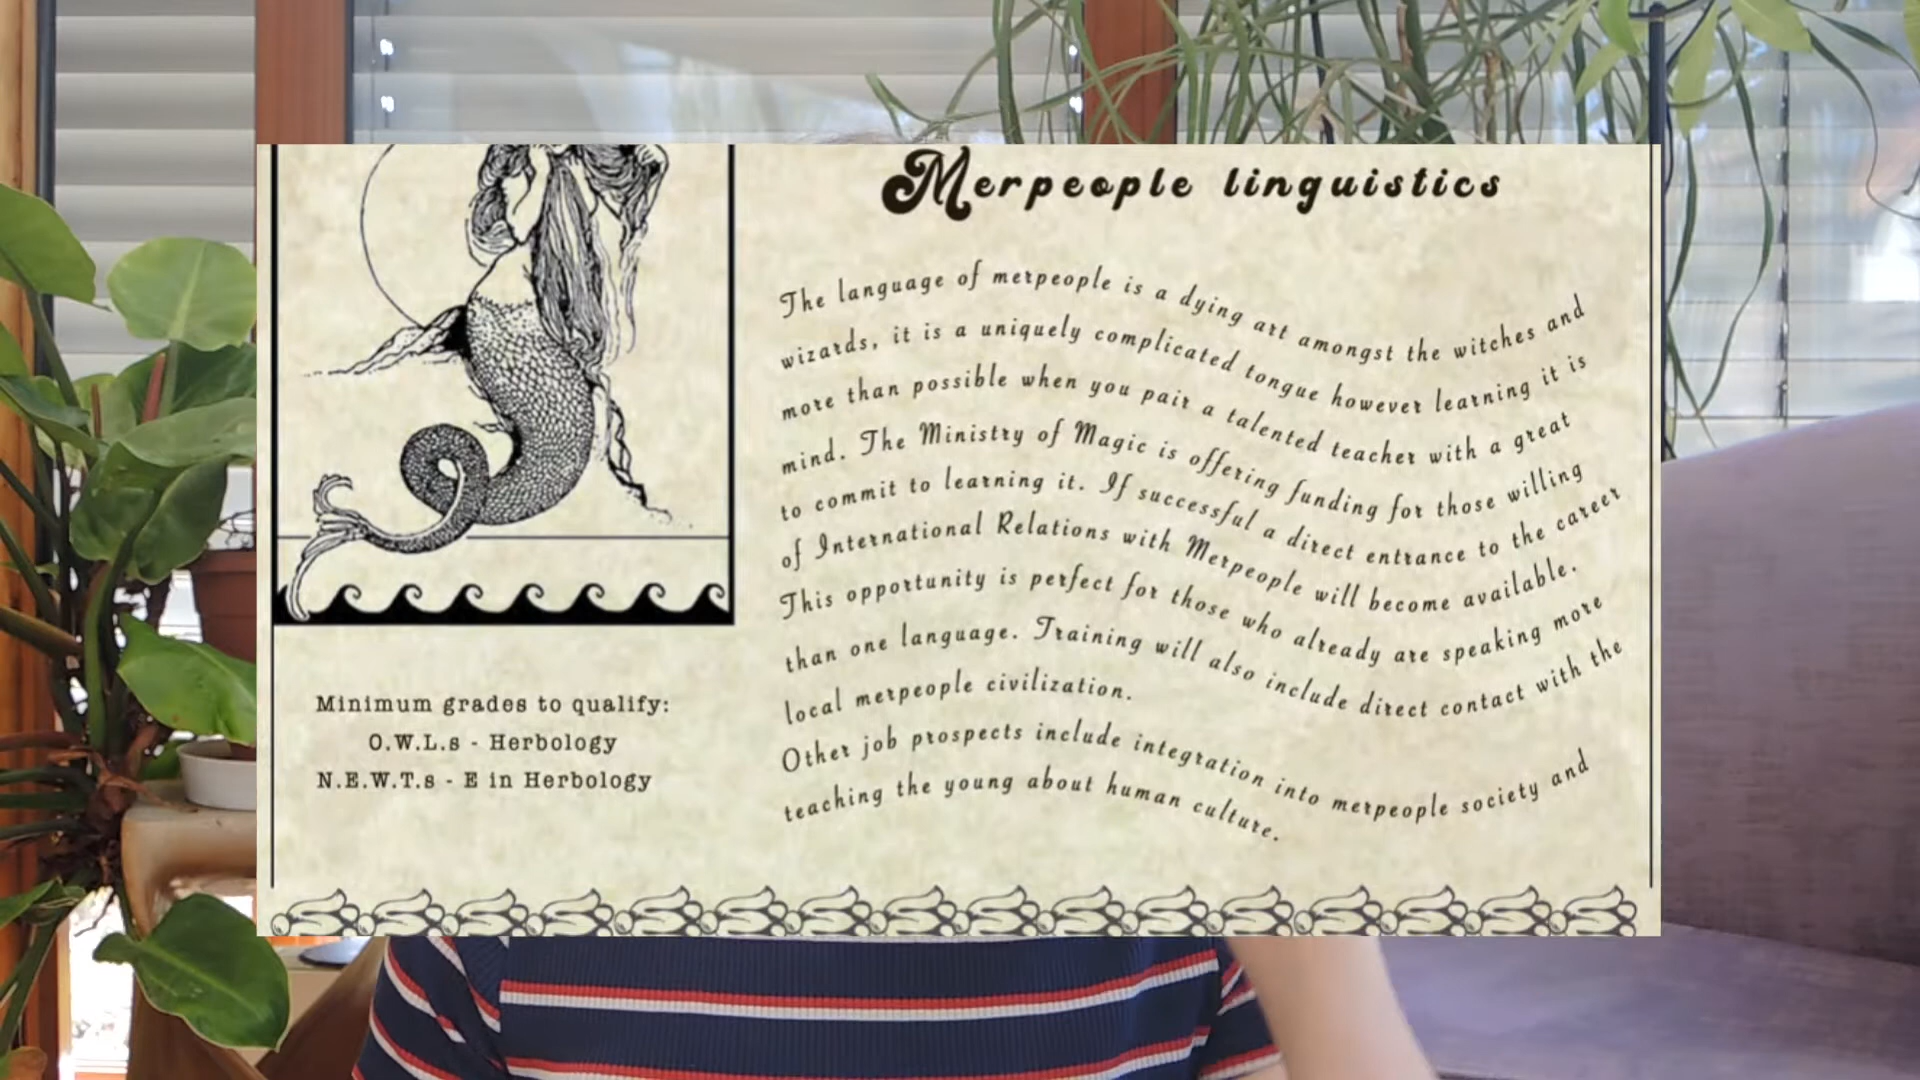 Merpeople linguistics
The language of merpeople is a dying art amongst the witches and
wizards, it is a uniquely complicated tongue however learning it is
more than possible when you pair a talented teacher with a great
mind. The Ministry of Magic is offering funding for those willing
to commit to learning it. If successful a direct entrance to the career
of International Relations with Merpeople will become available.
This opportunity is perfect for those who already are speaking more
than one language. Training will also include direct contact with the
local merpeople civilization.
Other job prospects include integration into merpeople society and
teaching the young about human culture.
Minimum grades to qualify:
O.W.L.s - Herbology
N.E.W.T.s - E in Herbology